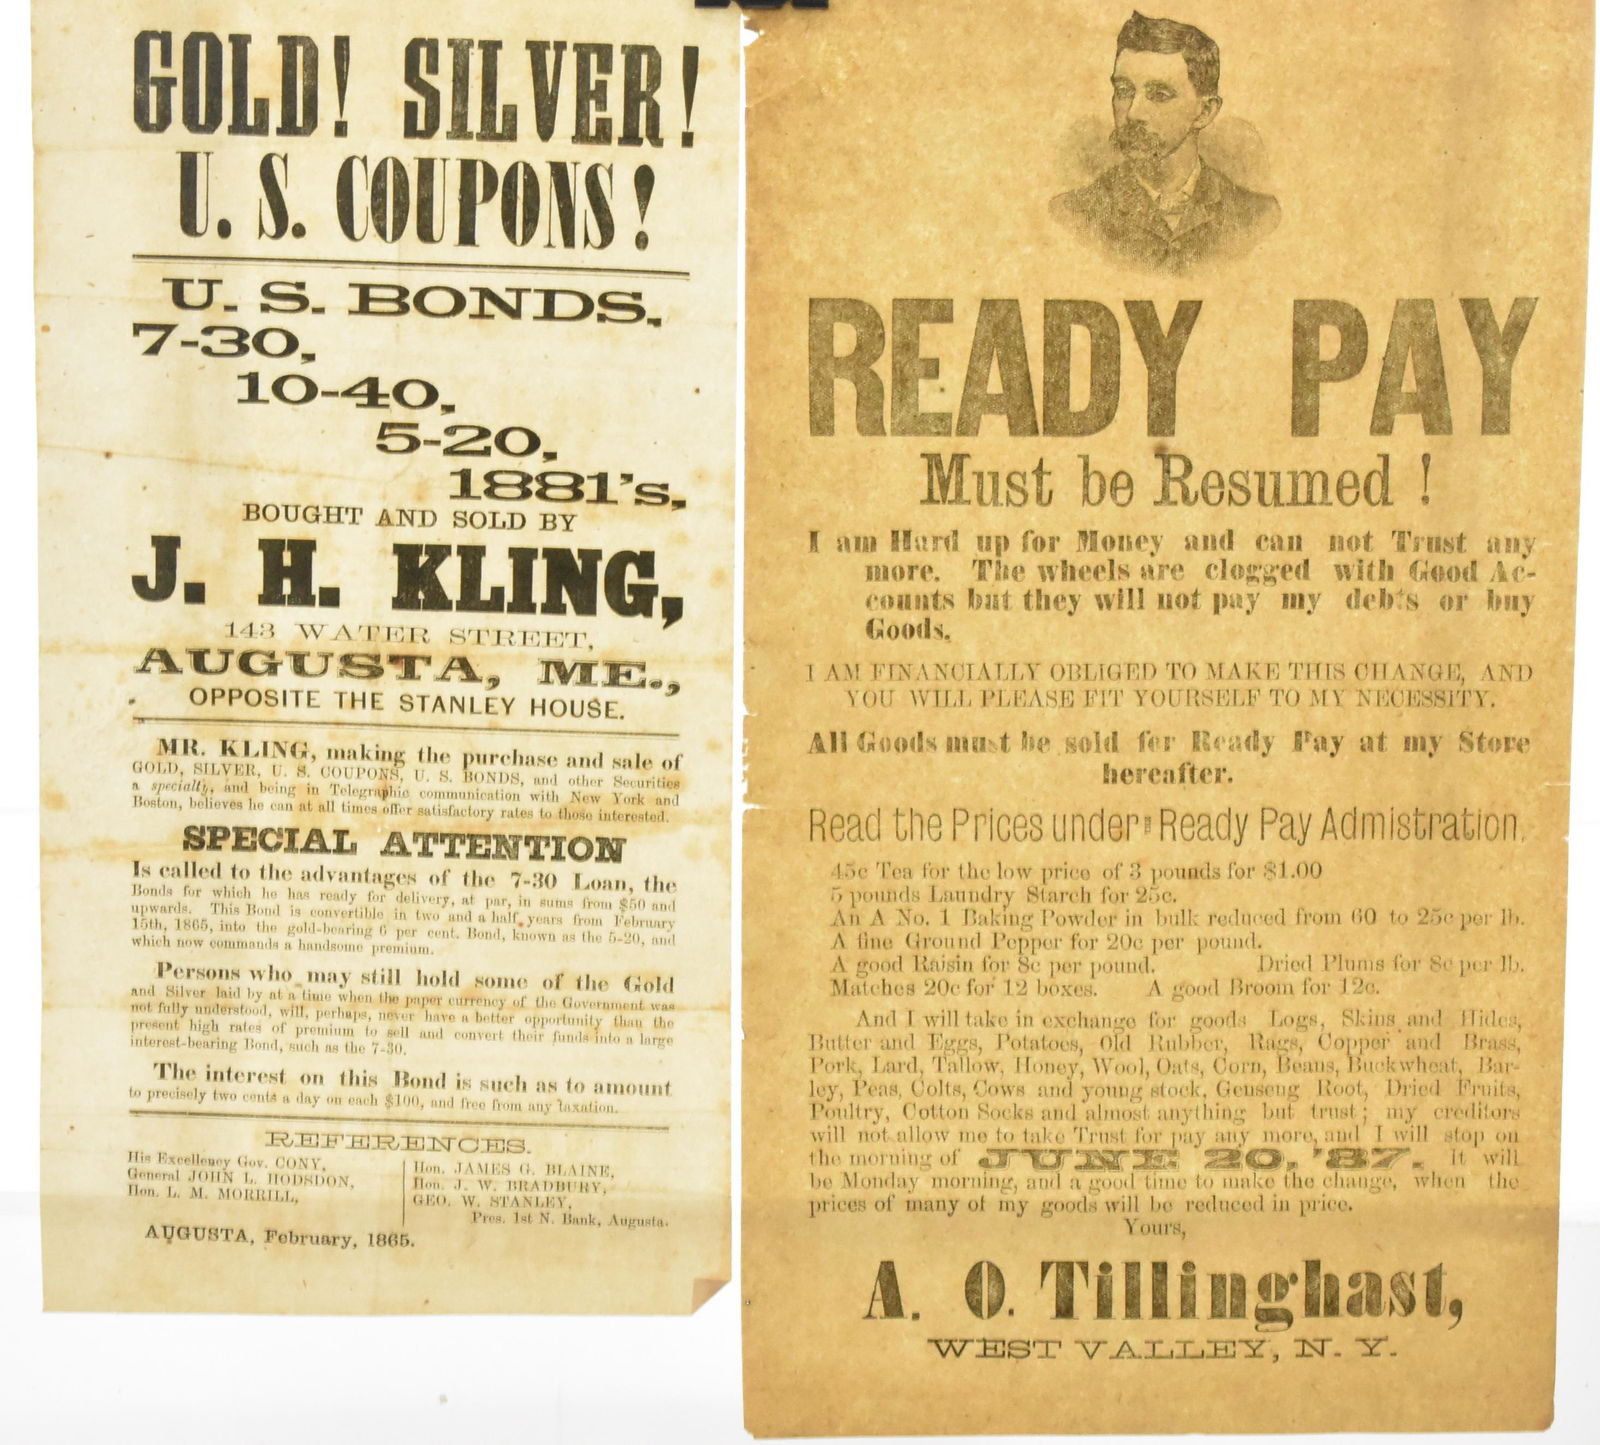 GOLD! SILVER!
U. S. COUPONS!
U. S. BONDS,
7-30,
10-40,
5-20,
1881's,
BOUGHT AND SOLD BY
J. H. KLING,
143 WATER STREET,
AUGUSTA, ME.,
OPPOSITE THE STANLEY HOUSE.
MR. KLING, making the purchase and sale of
GOLD, SILVER, U. S. COUPONS, U. S. BONDS, and other Securities
a specialty, and being in Telegraphic communication with New York and
Boston, believes he can at all times offer satisfactory rates to those interested.
SPECIAL ATTENTION
Is called to the advantages of the 7-30 Loan, the
Bonds for which he has ready for delivery, at par, in sums from $50 and
upwards. This Bond is convertible in two and a half years from February
15th, 1865, into the gold-bearing 6 per cent. Bond, known as the 5-20, and
which now commands a handsome premium.
Persons who may still hold some of the Gold
and Silver laid by at a time when the paper currency of the Government was
not fully understood, will, perhaps, never have a better opportunity than the
present high rates of premium to sell and convert their funds into a large
interest-bearing Bond, such as the 7-30.
The interest on this Bond is such as to amount
to precisely two cents a day on each $100, and free from any taxation.
REFERENCES.
His Excellency Gov. CONY,
General JOHN L. HODSDON,
Hon. L. M. MORRILL,
Hon. JAMES G. BLAINE,
Hon. J. W. BRADBURY,
GEO. W. STANLEY,
Pres. 1st N. Bank, Augusta.
AUGUSTA, February, 1865.
READY PAY
Must be Resumed !
I am Hard up for Money and can not Trust any
more. The wheels are clogged with Good Ac-
counts but they will not pay my debts or buy
Goods.
I AM FINANCIALLY OBLIGED TO MAKE THIS CHANGE, AND
YOU WILL PLEASE FIT YOURSELF TO MY NECESSITY.
All Goods must be sold for Ready Pay at my Store
hereafter.
Read the Prices under Ready Pay Admistration.
45c Tea for the low price of 3 pounds for $1.00
5 pounds Laundry Starch for 25c.
An A No. 1 Baking Powder in bulk reduced from 60 to 25c per lb.
A fine Ground Pepper for 20c per pound.
A good Raisin for 8c per pound. Dried Plums for 8c per lb.
Matches 20c for 12 boxes. A good Broom for 12c.
And I will take in exchange for goods Logs, Skins and Hides,
Butter and Eggs, Potatoes, Old Rubber, Rags, Copper and Brass,
Pork, Lard, Tallow, Honey, Wool, Oats, Corn, Beans, Buckwheat, Bar-
ley, Peas, Colts, Cows and young stock, Genseng Root, Dried Fruits,
Poultry, Cotton Socks and almost anything but trust; my creditors
will not allow me to take Trust for pay any more, and I will stop on
the morning of JUNE 20, '87. It will
be Monday morning, and a good time to make the change, when the
prices of many of my goods will be reduced in price.
Yours,
A. O. Tillinghast,
WEST VALLEY, N. Y.